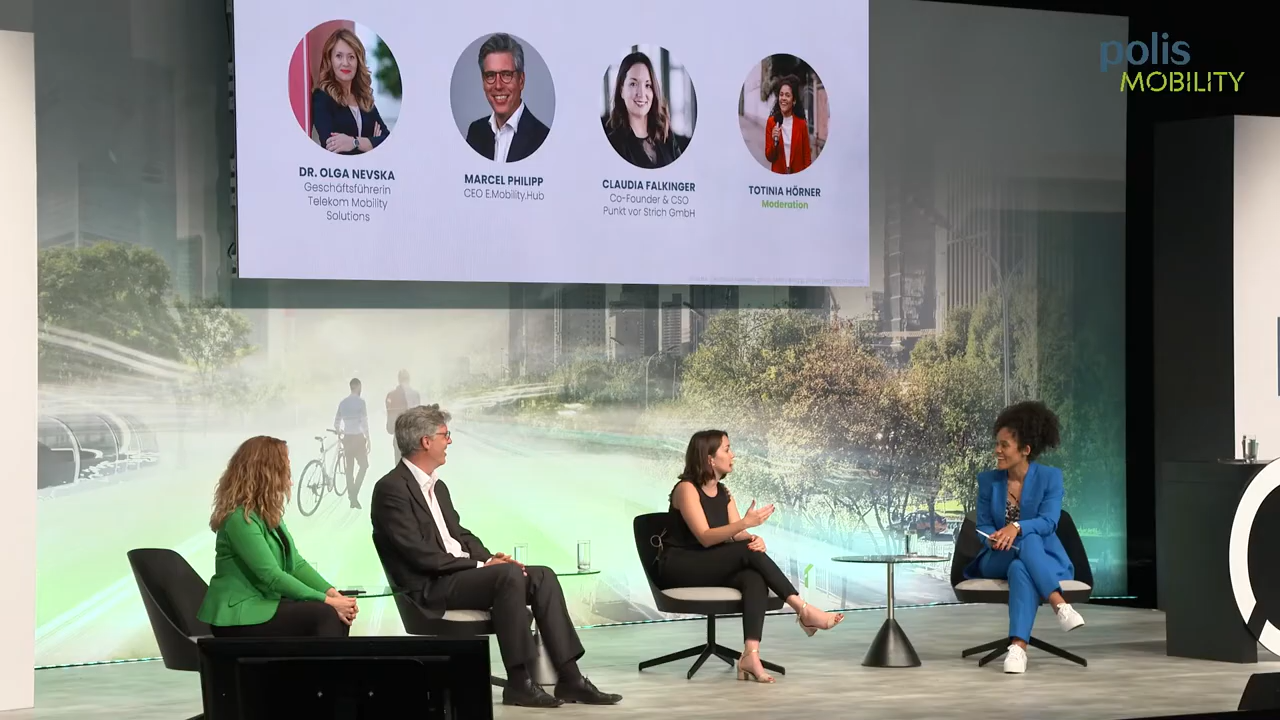 polis
MOBILITY
DR. OLGA NEVSKA
Geschäftsführerin
Telekom Mobility
Solutions
MARCEL PHILIPP
CEO E.Mobility.Hub
CLAUDIA FALKINGER
Co-Founder & CSO
Punkt vor Strich GmbH
TOTINIA HÖRNER
Moderation